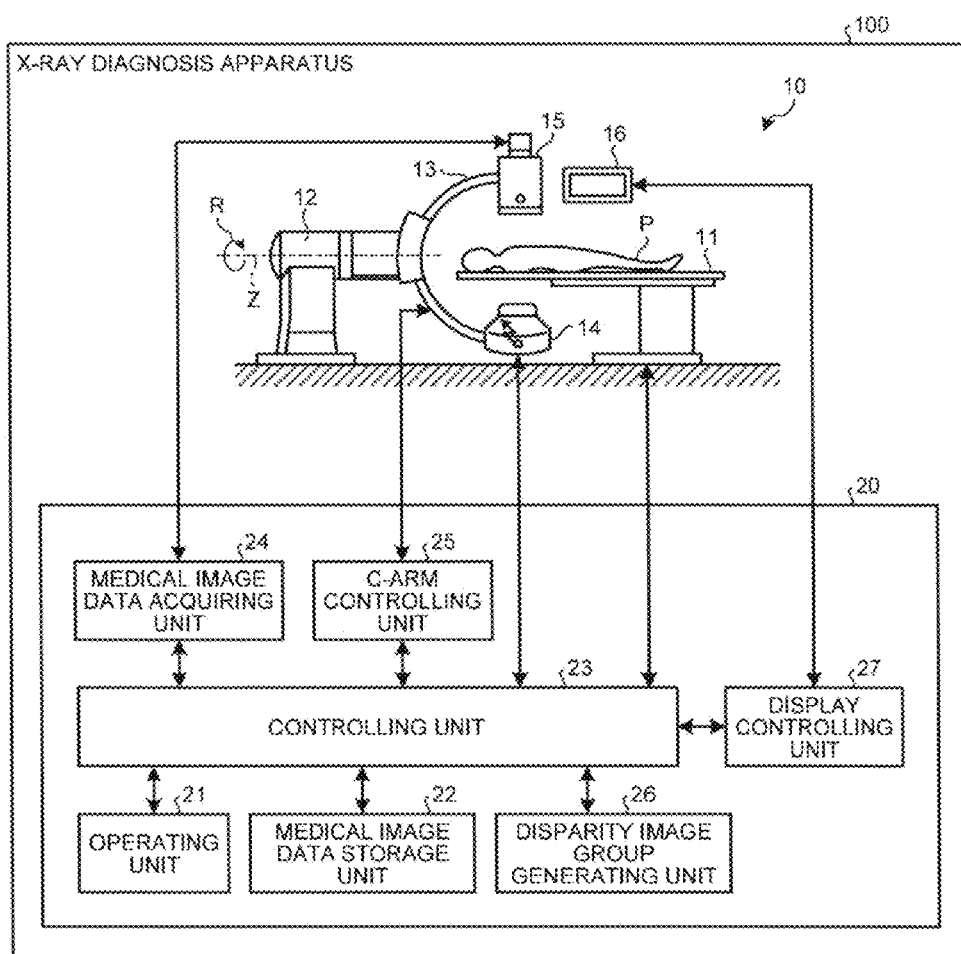 100
X-RAY DIAGNOSIS APPARATUS
10
15
16
13
12
R
P
11
Z
14
20
24
25
MEDICAL IMAGE
DATA ACQUIRING
UNIT
C-ARM
CONTROLLING
UNIT
23
27
CONTROLLING UNIT
DISPLAY
CONTROLLING
UNIT
21
22
26
OPERATING
UNIT
MEDICAL IMAGE
DATA STORAGE
UNIT
DISPARITY IMAGE
GROUP
GENERATING UNIT